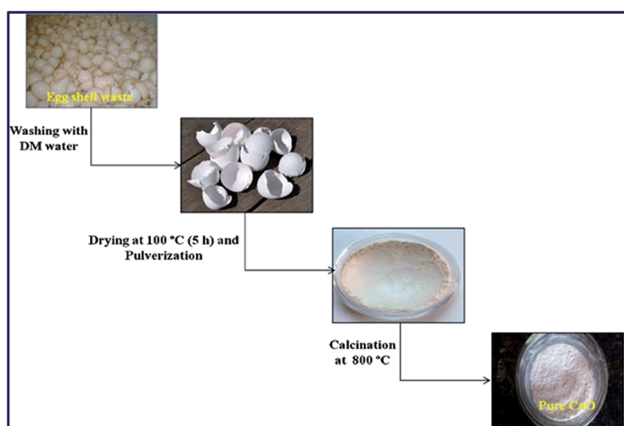 Egg shell waste
Washing with
DM water
Drying at 100 °C (5 h) and
Pulverization
Calcination
at 800 °C
Pure CaO